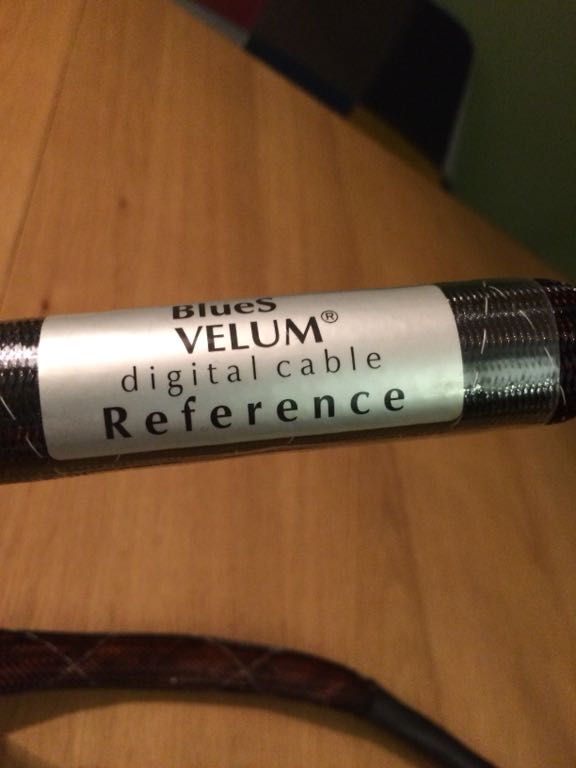 BlueS
VELUM®
digital cable
Reference